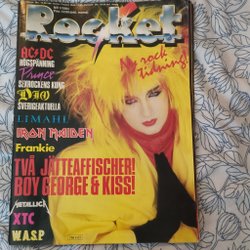 Rocket
AC/DC
HÖGSPÄNNING
Prince
SEXROCKENS KUNG
DIO
SVERIGEAKTUELLA
LIMAHL
IRON MAIDEN
Frankie
Ny rock
tidning!
TVÅ JÄTTEAFFISCHER!
BOY GEORGE & KISS!
METALLICA
XTC
W.A.S.P